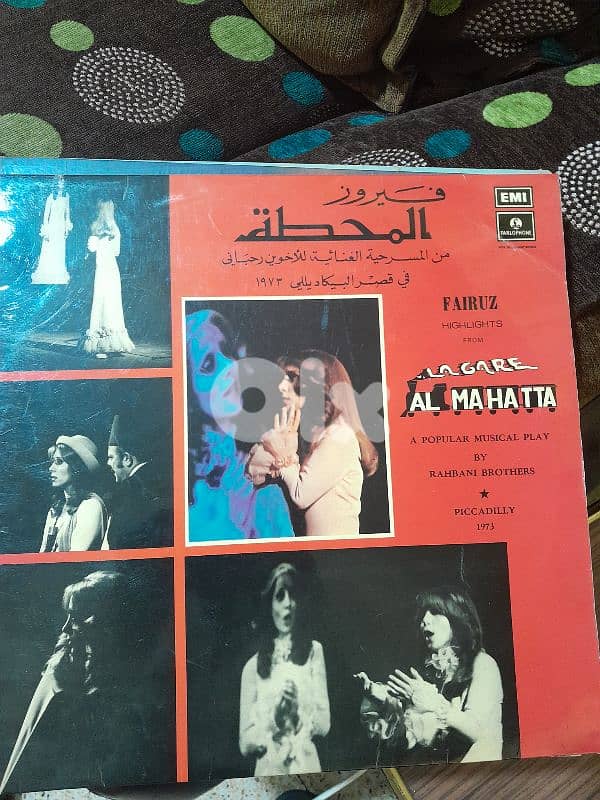 فيروز
المحطة
من المسرحية الغنائية للأخوين رحباني
في قصر البيكاديللي ١٩٧٣
EMI
PARLOPHONE
FAIRUZ
HIGHLIGHTS
FROM
LA GARE
AL MAHATTA
A POPULAR MUSICAL PLAY
BY
RAHBANI BROTHERS
★
PICCADILLY
1973
olx